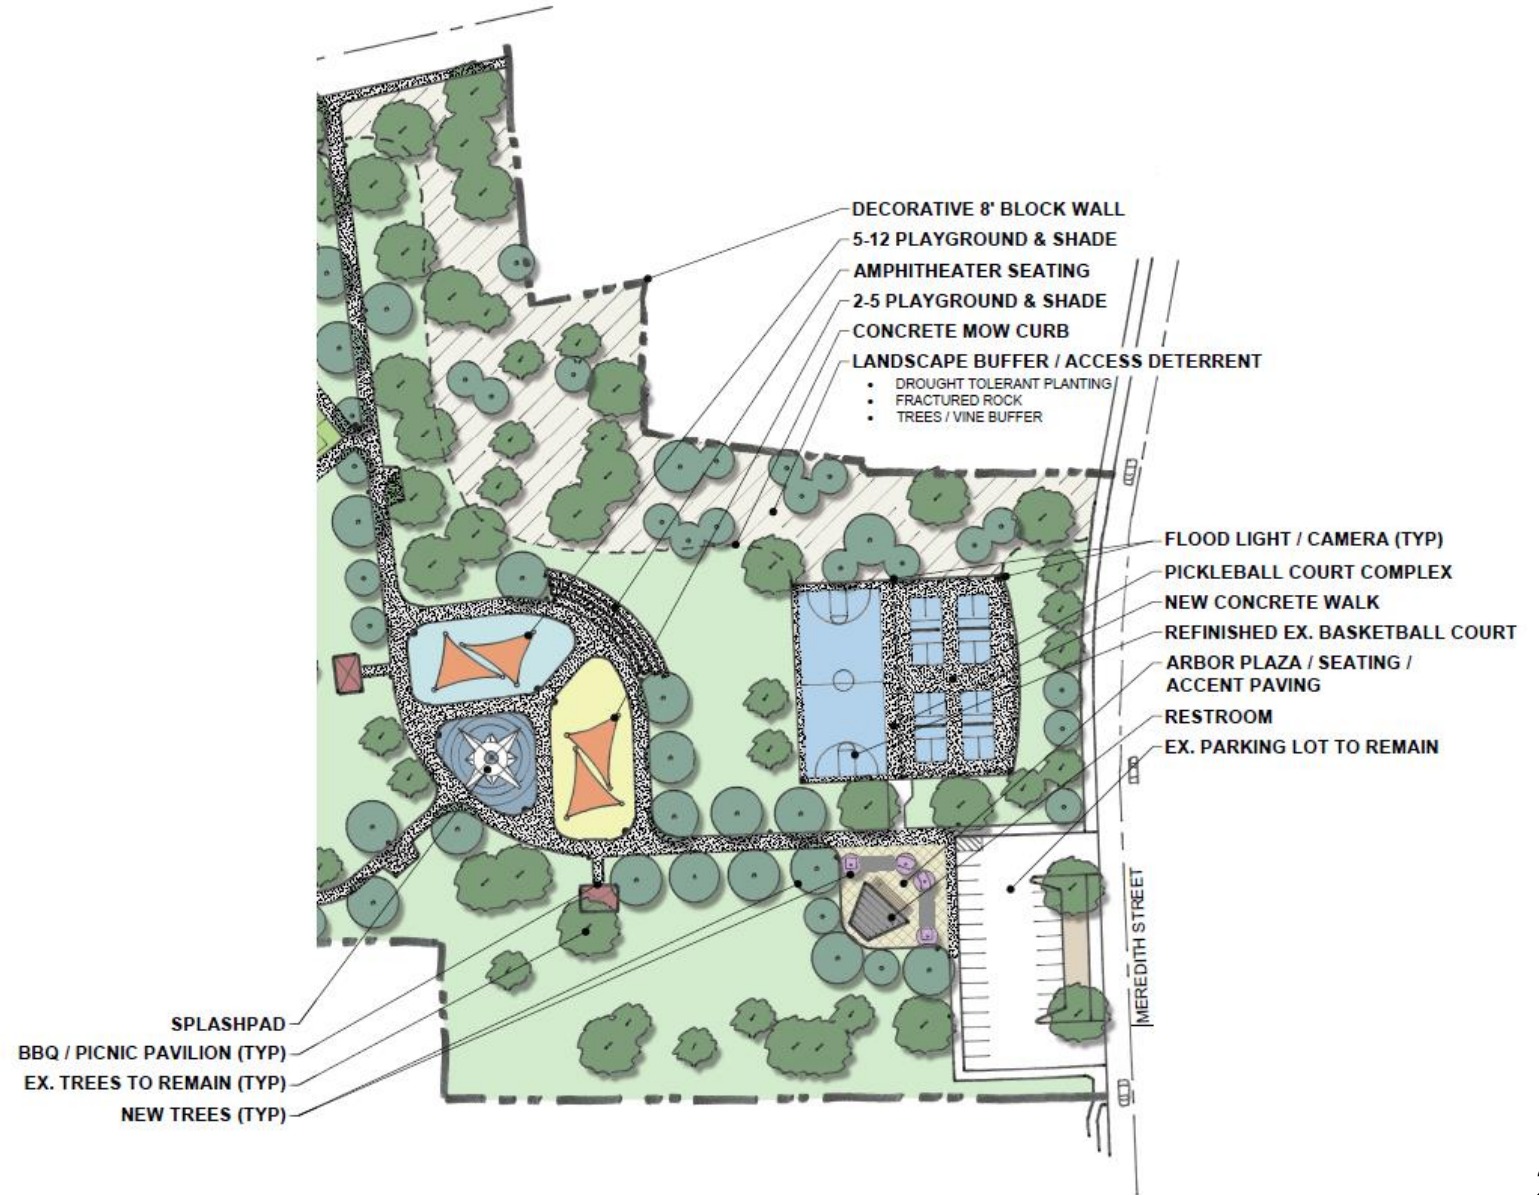 DECORATIVE 8' BLOCK WALL
5-12 PLAYGROUND & SHADE
AMPHITHEATER SEATING
2-5 PLAYGROUND & SHADE
CONCRETE MOW CURB
LANDSCAPE BUFFER / ACCESS DETERRENT
• DROUGHT TOLERANT PLANTING
• FRACTURED ROCK
• TREES / VINE BUFFER
FLOOD LIGHT / CAMERA (TYP)
PICKLEBALL COURT COMPLEX
NEW CONCRETE WALK
REFINISHED EX. BASKETBALL COURT
ARBOR PLAZA / SEATING /
ACCENT PAVING
RESTROOM
EX. PARKING LOT TO REMAIN
MEREDITH STREET
SPLASHPAD
BBQ / PICNIC PAVILION (TYP)
EX. TREES TO REMAIN (TYP)
NEW TREES (TYP)